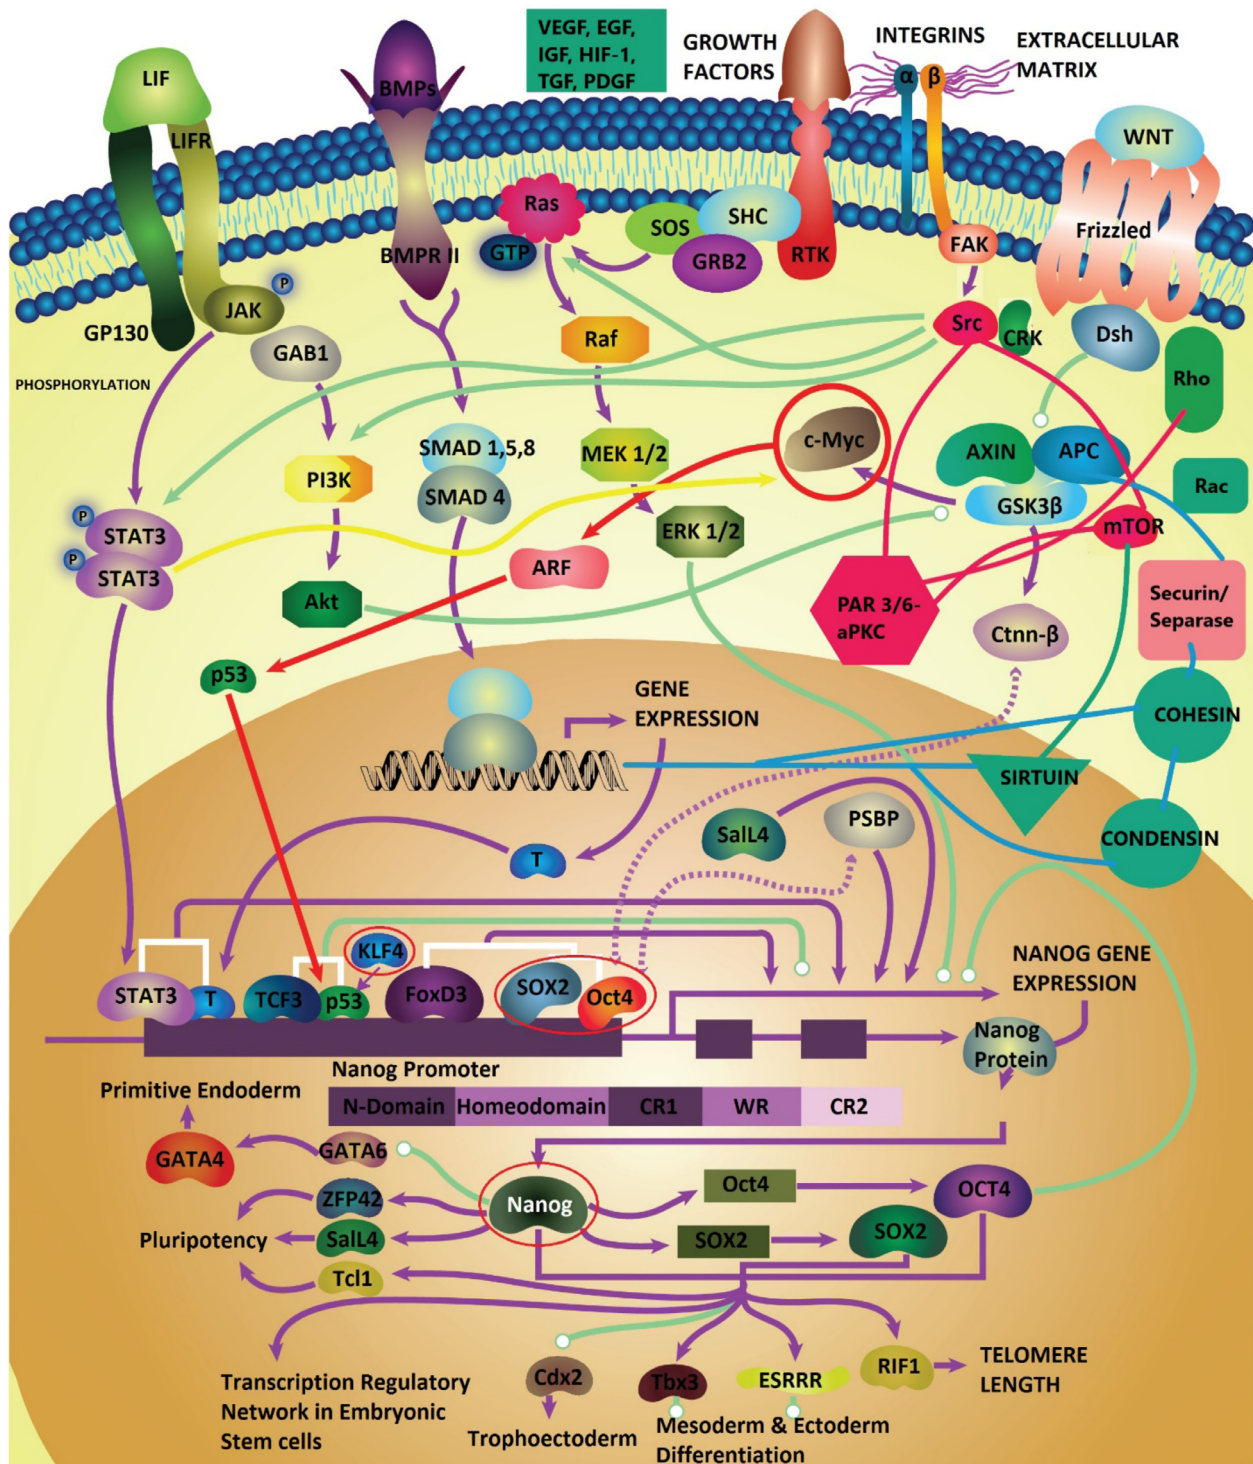 VEGF, EGF,
IGF, HIF-1,
TGF, PDGF
GROWTH
FACTORS
INTEGRINS
EXTRACELLULAR
MATRIX
LIF
BMPs
α
β
LIFR
WNT
Ras
SHC
SOS
GTP
GRB2
RTK
FAK
Frizzled
BMPR II
P
JAK
GP130
GAB1
Raf
Src
CRK
Dsh
Rho
PHOSPHORYLATION
SMAD 1,5,8
MEK 1/2
c-Myc
AXIN
APC
PI3K
SMAD 4
Rac
GSK3β
P
STAT3
ERK 1/2
mTOR
P
STAT3
ARF
Akt
PAR 3/6-
aPKC
Securin/
Separase
Ctnn-β
p53
GENE
EXPRESSION
COHESIN
SIRTUIN
SalL4
PSBP
CONDENSIN
T
KLF4
NANOG GENE
EXPRESSION
STAT3
T
TCF3
p53
FoxD3
SOX2
Oct4
Nanog
Protein
Nanog Promoter
Primitive Endoderm
N-Domain
Homeodomain
CR1
WR
CR2
GATA4
GATA6
Oct4
OCT4
ZFP42
Nanog
Pluripotency
SalL4
SOX2
SOX2
Tcl1
Cdx2
Tbx3
ESRRR
RIF1
TELOMERE
LENGTH
Transcription Regulatory
Network in Embryonic
Stem cells
Trophoectoderm
Mesoderm & Ectoderm
Differentiation